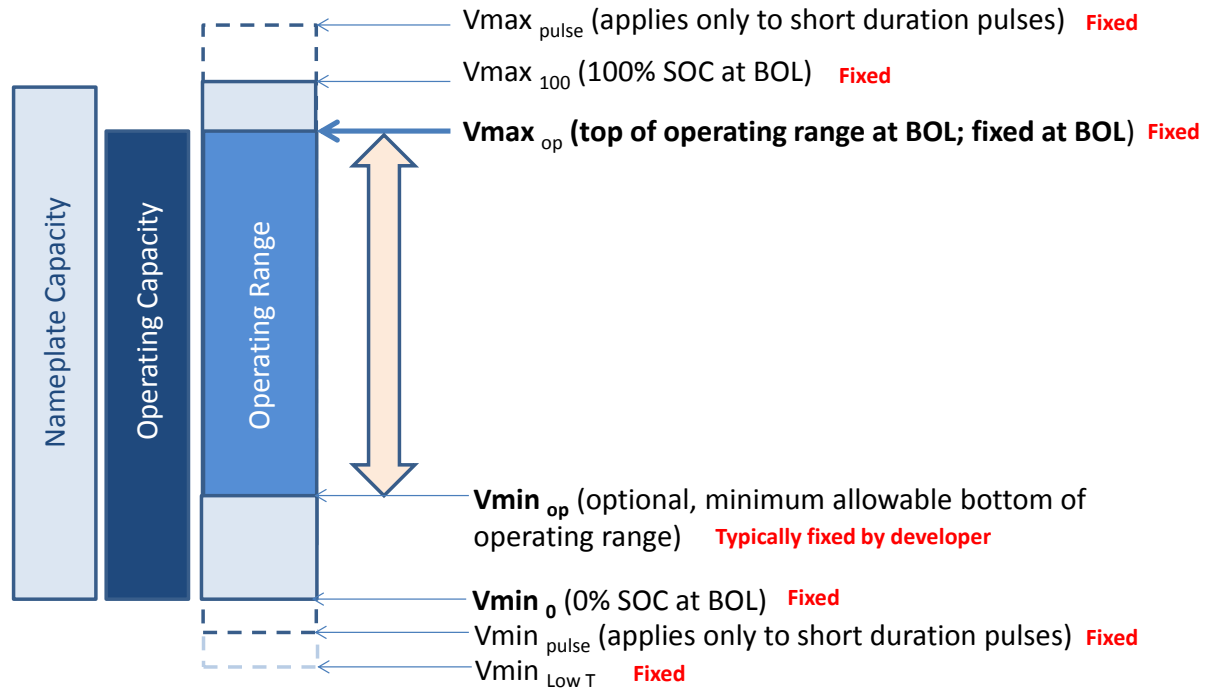 Vmax pulse (applies only to short duration pulses) Fixed
Vmax 100 (100% SOC at BOL) Fixed
Vmax op (top of operating range at BOL; fixed at BOL) Fixed
Nameplate Capacity
Operating Capacity
Operating Range
Vmin op (optional, minimum allowable bottom of
operating range) Typically fixed by developer
Vmin 0 (0% SOC at BOL) Fixed
Vmin pulse (applies only to short duration pulses) Fixed
Vmin Low T Fixed